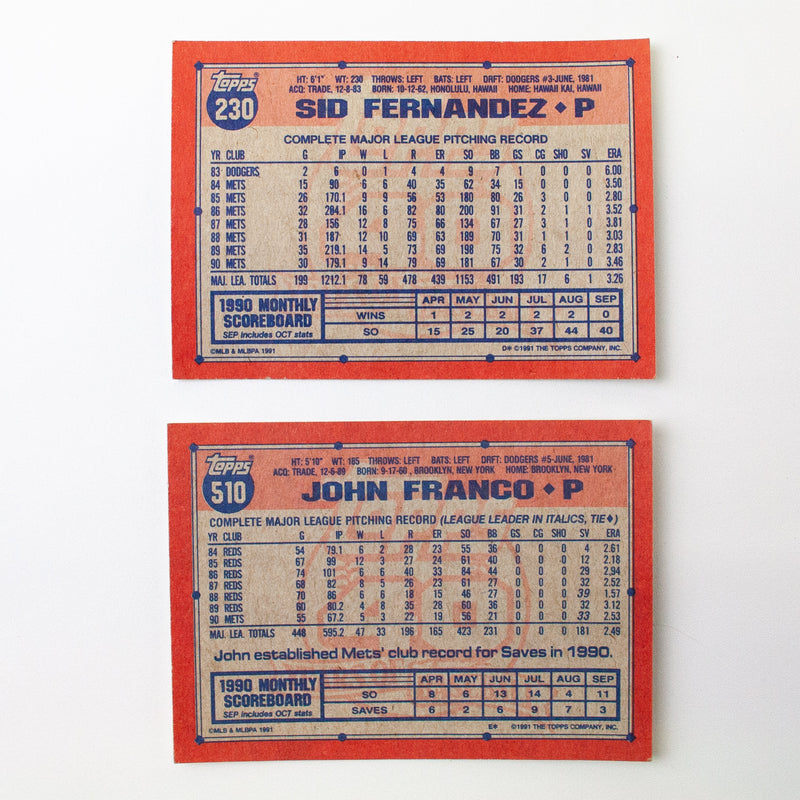 topps®
230
HT: 6'1" WT: 230 THROWS: LEFT BATS: LEFT DRFT: DODGERS #3-JUNE, 1981
ACQ: TRADE, 12-8-83 BORN: 10-12-62, HONOLULU, HAWAII HOME: HAWAII KAI, HAWAII
SID FERNANDEZ ♦ P
COMPLETE MAJOR LEAGUE PITCHING RECORD
YR CLUB G IP W L R ER SO BB GS CG SHO SV ERA
83 DODGERS 2 6 0 1 4 4 9 7 1 0 0 0 6.00
84 METS 15 90 6 6 40 35 62 34 15 0 0 0 3.50
85 METS 26 170.1 9 9 56 53 180 80 26 3 0 0 2.80
86 METS 32 204.1 16 6 82 80 200 91 31 2 1 1 3.52
87 METS 28 156 12 8 75 66 134 67 27 3 1 0 3.81
88 METS 31 187 12 10 69 63 189 70 31 1 1 0 3.03
89 METS 35 219.1 14 5 73 69 198 75 32 6 2 0 2.83
90 METS 30 179.1 9 14 79 69 181 67 30 2 1 0 3.46
MAJ. LEA. TOTALS 199 1212.1 78 59 478 439 1153 491 193 17 6 1 3.26
1990 MONTHLY SCOREBOARD
SEP includes OCT stats
APR MAY JUN JUL AUG SEP
WINS 1 2 2 2 2 0
SO 15 25 20 37 44 40
©MLB & MLBPA 1991 D* ©1991 THE TOPPS COMPANY, INC.
topps®
510
HT: 5'10" WT: 185 THROWS: LEFT BATS: LEFT DRFT: DODGERS #5-JUNE, 1981
ACQ: TRADE, 12-6-89 BORN: 9-17-60, BROOKLYN, NEW YORK HOME: BROOKLYN, NEW YORK
JOHN FRANCO ♦ P
COMPLETE MAJOR LEAGUE PITCHING RECORD (LEAGUE LEADER IN ITALICS, TIE♦)
YR CLUB G IP W L R ER SO BB GS CG SHO SV ERA
84 REDS 54 79.1 6 2 28 23 55 36 0 0 0 4 2.61
85 REDS 67 99 12 3 27 24 61 40 0 0 0 12 2.18
86 REDS 74 101 6 6 40 33 84 44 0 0 0 29 2.94
87 REDS 68 82 8 5 26 23 61 27 0 0 0 32 2.52
88 REDS 70 86 6 6 18 15 46 27 0 0 0 39 1.57
89 REDS 60 80.2 4 8 35 28 60 36 0 0 0 32 3.12
90 METS 55 67.2 5 3 22 19 56 21 0 0 0 33 2.53
MAJ. LEA. TOTALS 448 595.2 47 33 196 165 423 231 0 0 0 181 2.49
John established Mets' club record for Saves in 1990.
1990 MONTHLY SCOREBOARD
SEP includes OCT stats
APR MAY JUN JUL AUG SEP
SO 8 6 13 14 4 11
SAVES 6 2 6 9 7 3
©MLB & MLBPA 1991 E* ©1991 THE TOPPS COMPANY, INC.